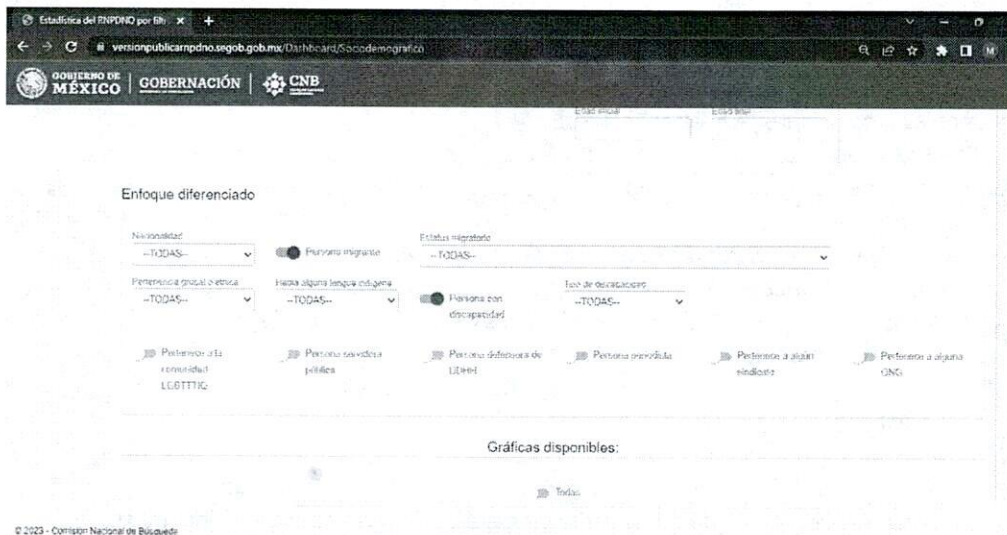 Estadística del RNPDNO por filtr
versionpublicarnpdno.segob.gob.mx/Dashboard/Sociodemografico
M
GOBIERNO DE MÉXICO | GOBERNACIÓN | CNB
Edad inicial
Enfoque diferenciado
Nacionalidad
--TODAS--
Persona migrante
Estatus migratorio
--TODAS--
Pertenencia grupal o étnica
--TODAS--
Habla alguna lengua indígena
--TODAS--
Persona con
discapacidad
Tipo de discapacidad
--TODAS--
Pertenece a la
comunidad
LGBTTTIQ
Persona servidora
pública
Persona defensora de
DDHH
Persona periodista
Pertenece a algún
sindicato
Pertenece a alguna
ONG
Gráficas disponibles:
Todas
© 2023 - Comisión Nacional de Búsqueda